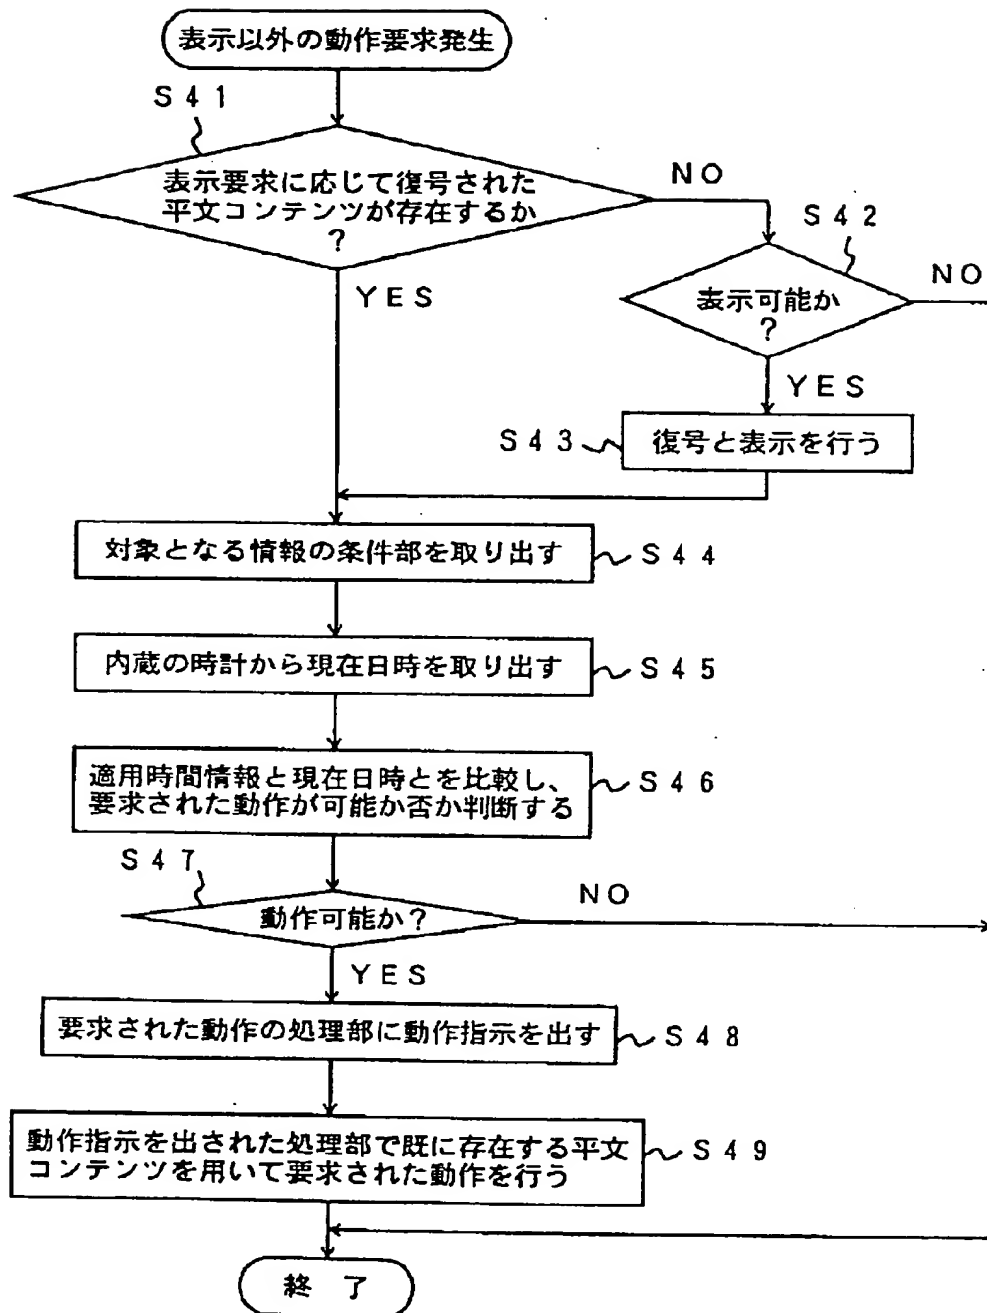 表示以外の動作要求発生
S41
表示要求に応じて復号された
平文コンテンツが存在するか
?
NO
YES
S42
表示可能か
?
NO
YES
S43
復号と表示を行う
対象となる情報の条件部を取り出す
S44
内蔵の時計から現在日時を取り出す
S45
適用時間情報と現在日時とを比較し、
要求された動作が可能か否か判断する
S46
S47
動作可能か?
NO
YES
要求された動作の処理部に動作指示を出す
S48
動作指示を出された処理部で既に存在する平文
コンテンツを用いて要求された動作を行う
S49
終 了